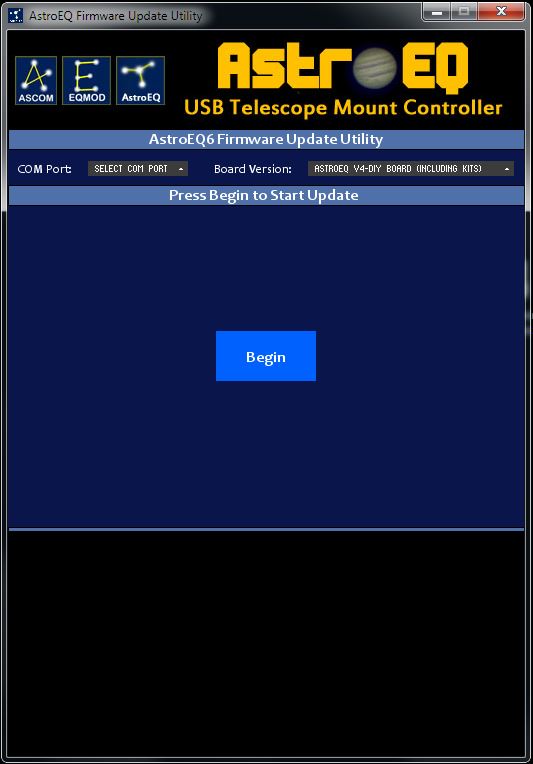 AstroEQ Firmware Update Utility
ASCOM
EQMOD
AstroEQ
AstroEQ
USB Telescope Mount Controller
AstroEQ6 Firmware Update Utility
COM Port: SELECT COM PORT Board Version: ASTROEQ V4-DIY BOARD (INCLUDING KITS)
Press Begin to Start Update
Begin